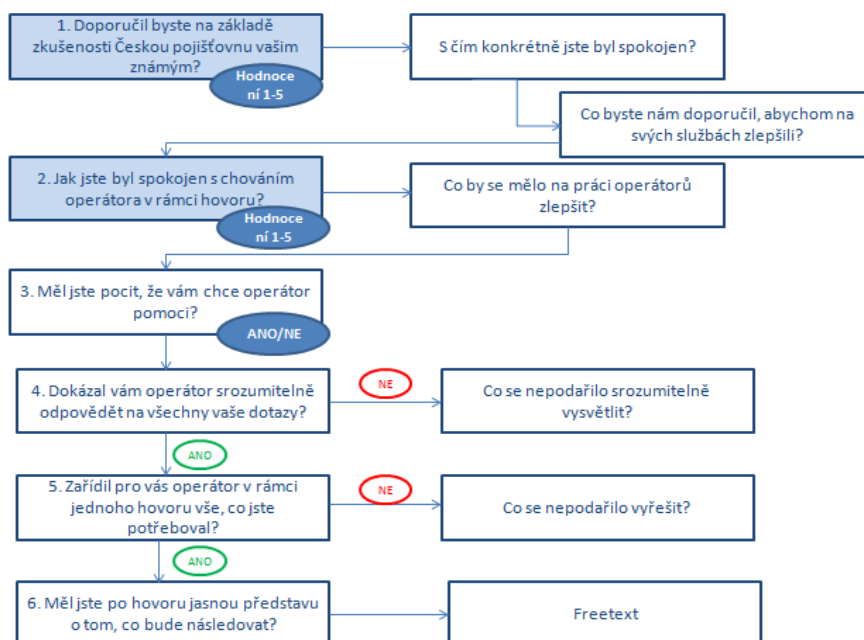 1. Doporučil byste na základě
zkušenosti Českou pojišťovnu vašim
známým?
Hodnoce
ní 1-5
S čím konkrétně jste byl spokojen?
Co byste nám doporučil, abychom na
svých službách zlepšili?
2. Jak jste byl spokojen s chováním
operátora v rámci hovoru?
Hodnoce
ní 1-5
Co by se mělo na práci operátorů
zlepšit?
3. Měl jste pocit, že vám chce operátor
pomoci?
ANO/NE
4. Dokázal vám operátor srozumitelně
odpovědět na všechny vaše dotazy?
NE
Co se nepodařilo srozumitelně
vysvětlit?
ANO
5. Zařídil pro vás operátor v rámci
jednoho hovoru vše, co jste
potřeboval?
NE
Co se nepodařilo vyřešit?
ANO
6. Měl jste po hovoru jasnou představu
o tom, co bude následovat?
Freetext